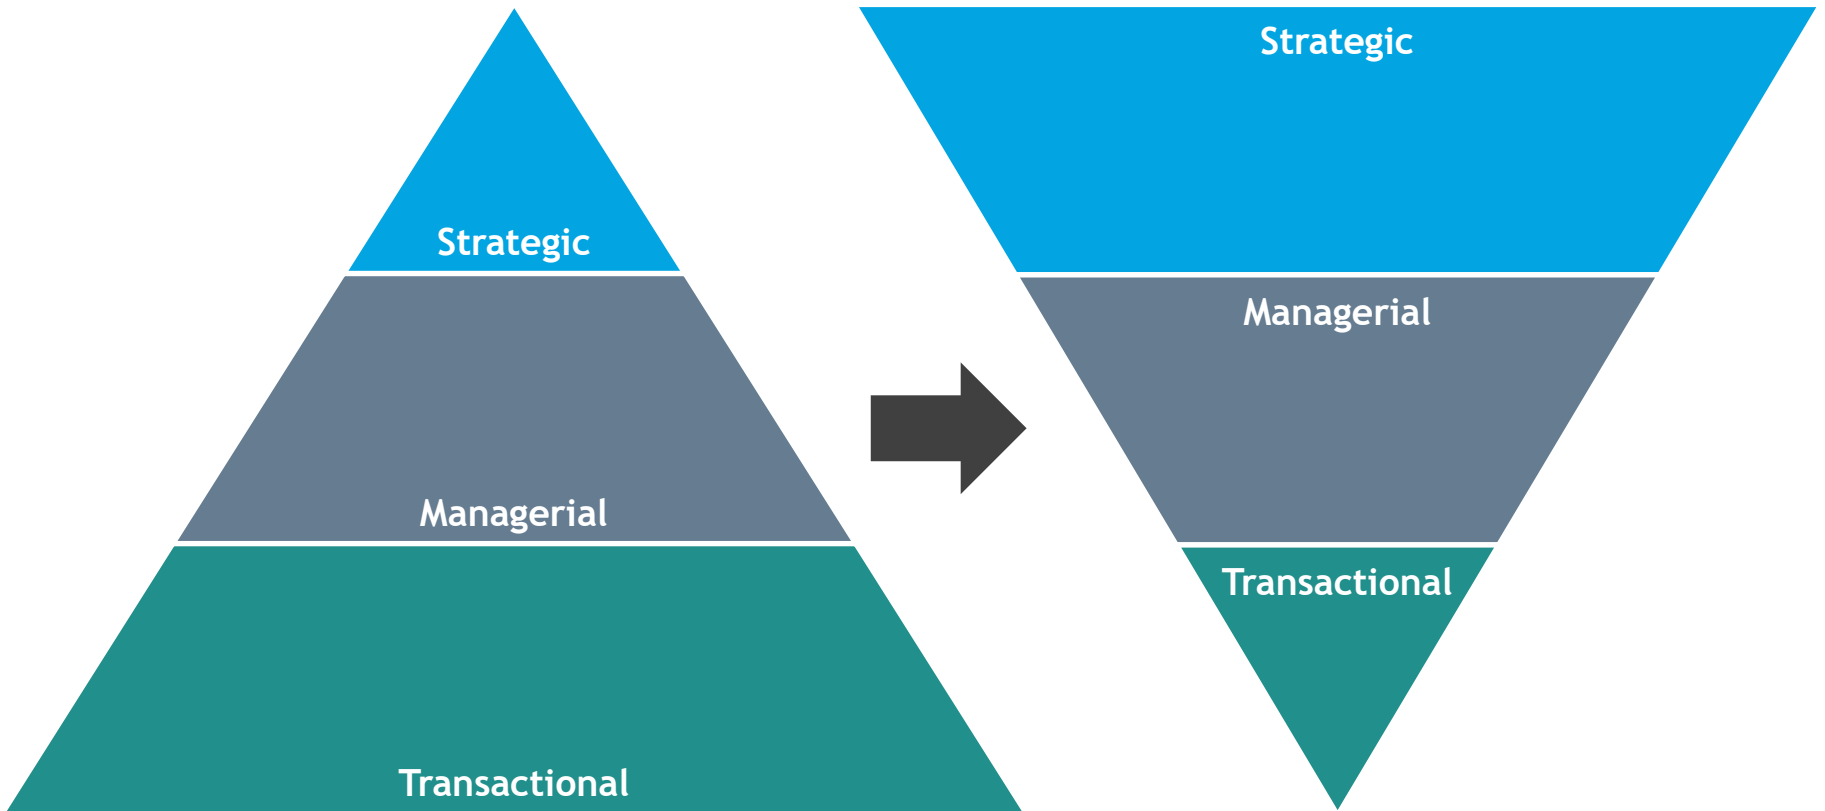 Strategic
Managerial
Transactional
Strategic
Managerial
Transactional